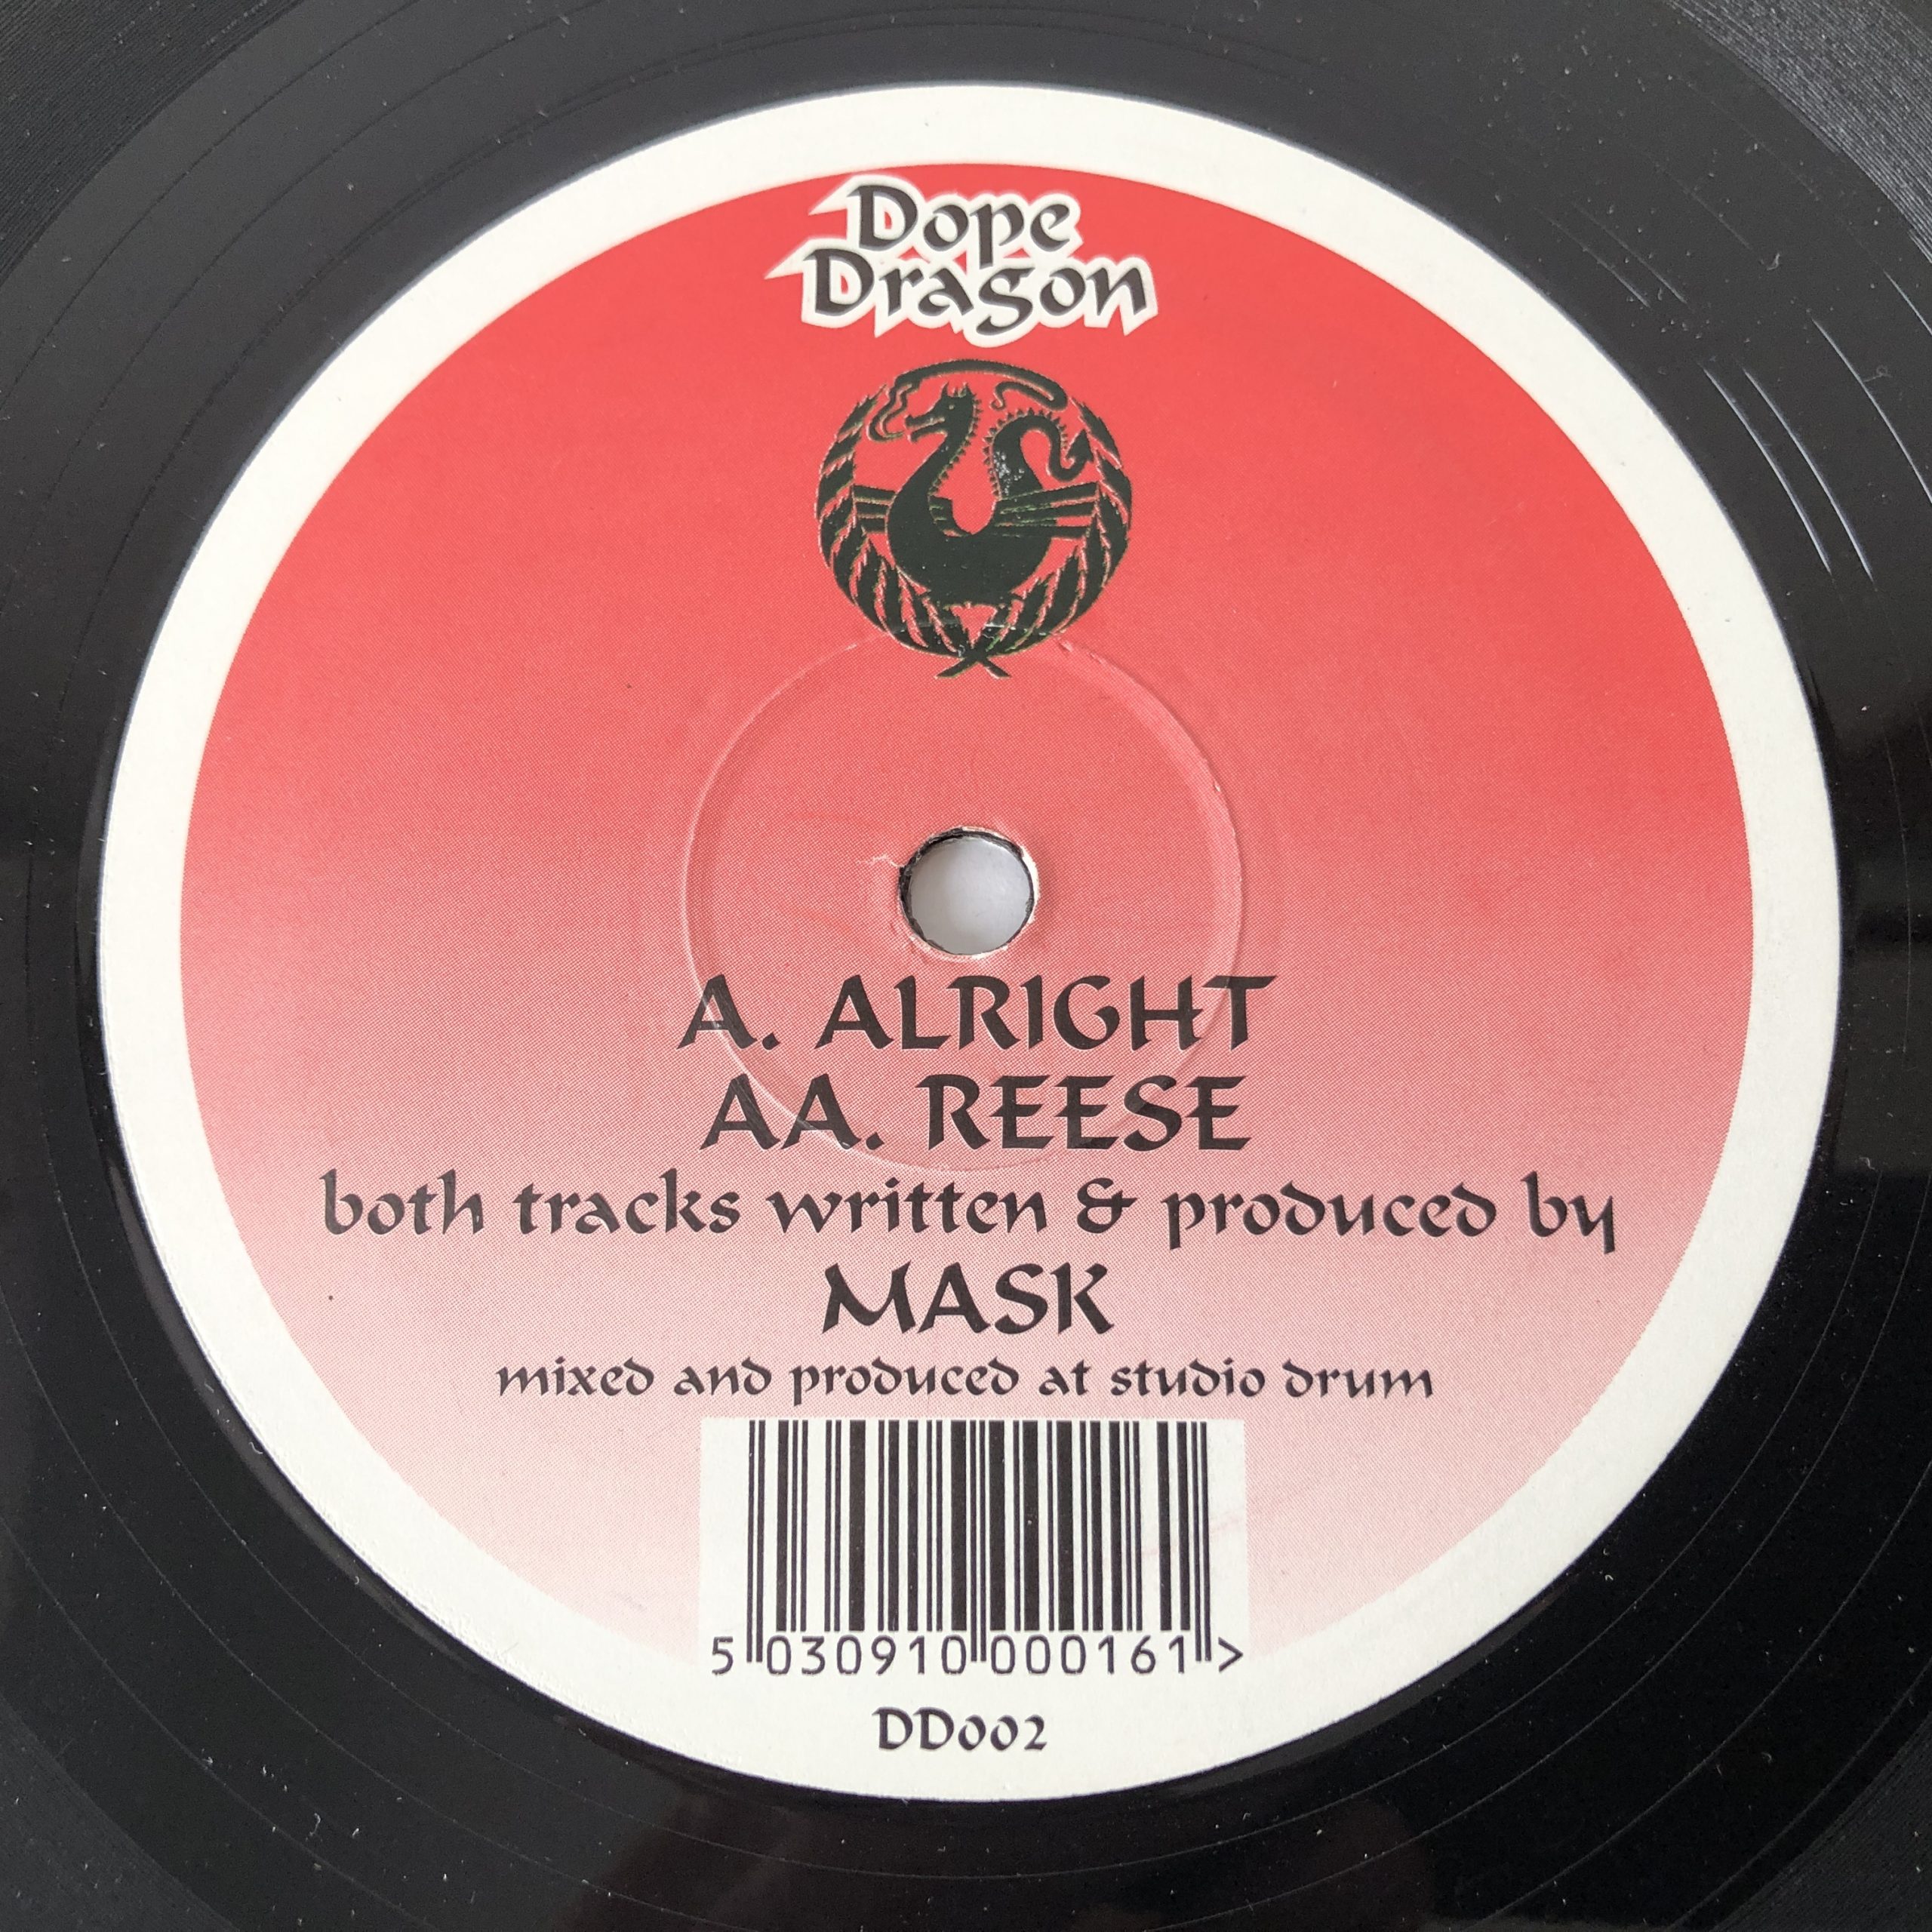 Dope
Dragon
A. ALRIGHT
AA. REESE
both tracks written & produced by
MASK
mixed and produced at studio drum
5 030910 000161 >
DD002